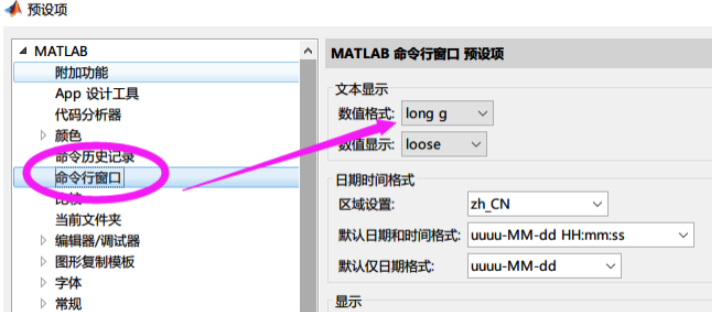 预设项
MATLAB
附加功能
App 设计工具
代码分析器
颜色
命令历史记录
命令行窗口
比较
当前文件夹
编辑器/调试器
图形复制模板
字体
常规
MATLAB 命令行窗口 预设项
文本显示
数值格式: long g
数值显示: loose
日期时间格式
区域设置: zh_CN
默认日期和时间格式: uuuu-MM-dd HH:mm:ss
默认仅日期格式: uuuu-MM-dd
显示